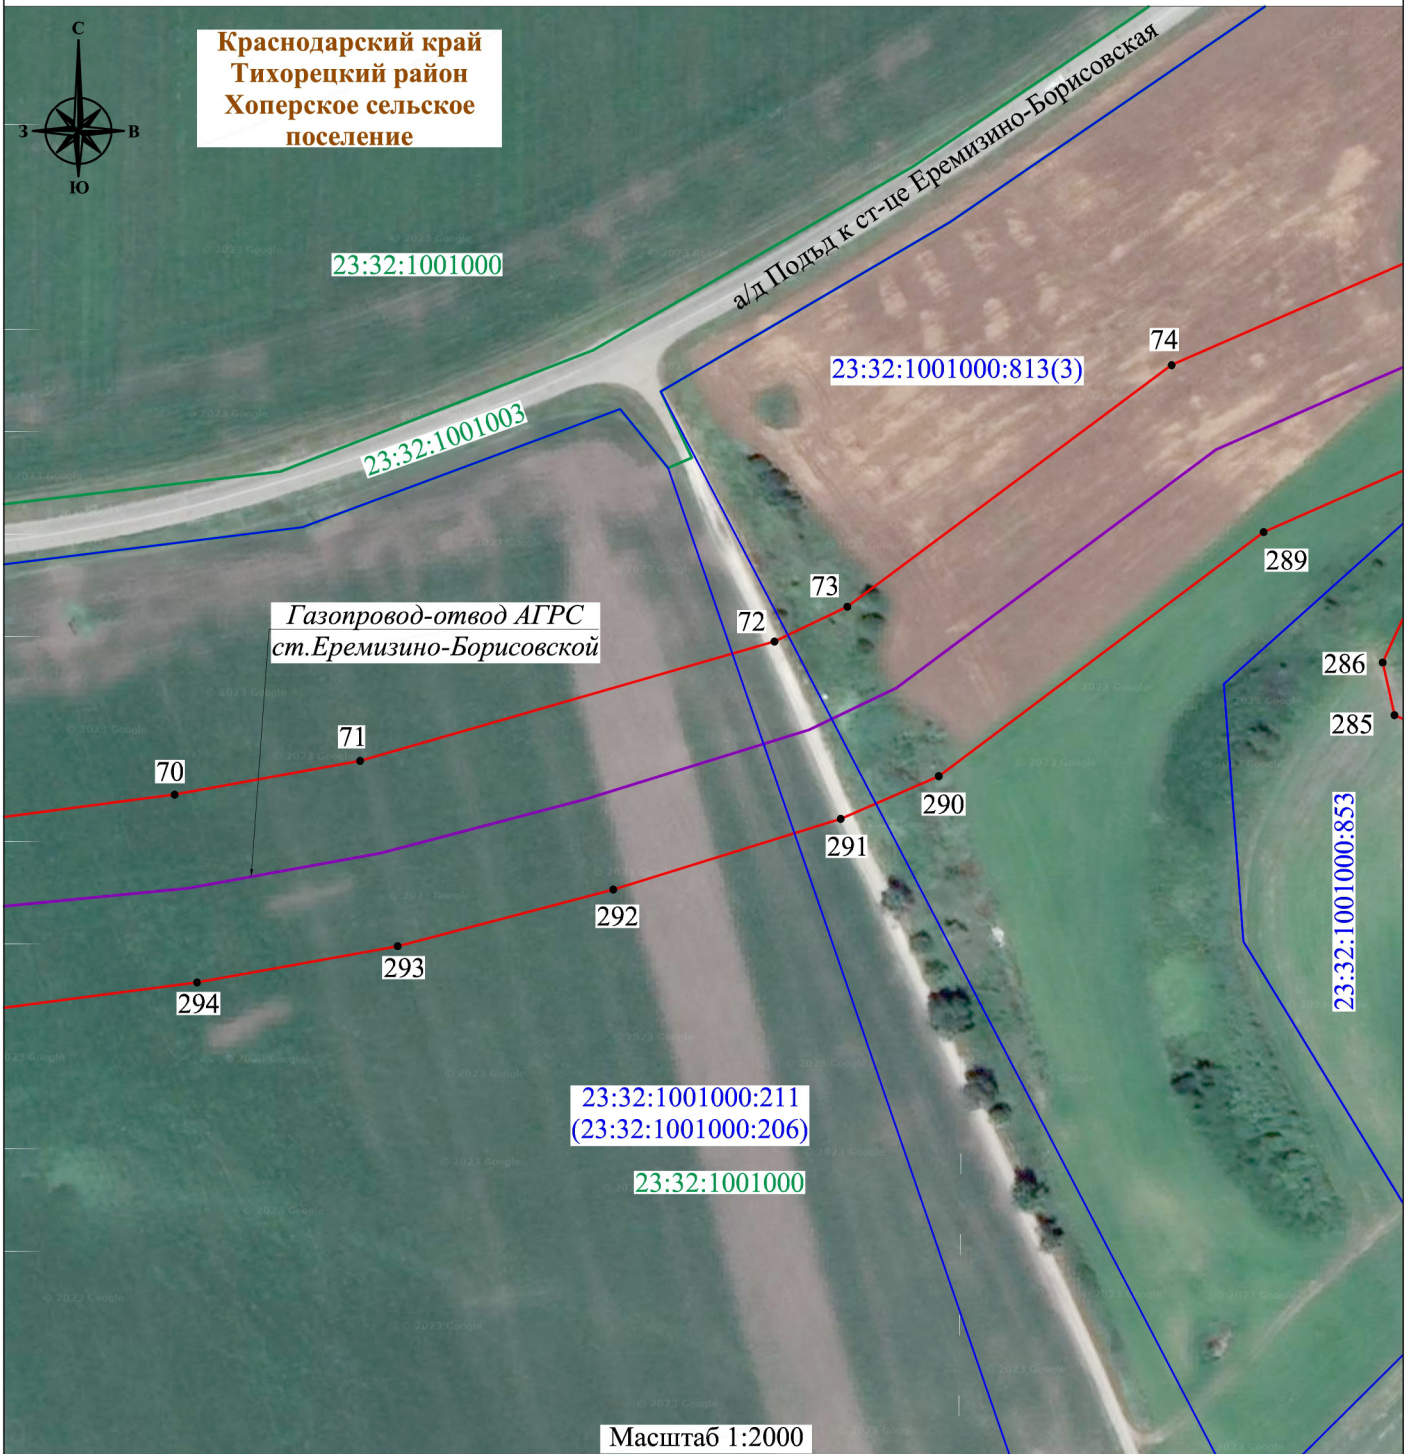 С
З
В
Ю
Краснодарский край
Тихорецкий район
Хоперское сельское
поселение
а/д Подъд к ст-це Еремизино-Борисовская
23:32:1001000
23:32:1001000:813(3)
74
23:32:1001003
289
73
72
Газопровод-отвод АГРС
ст.Еремизино-Борисовской
286
285
71
70
290
291
23:32:1001000:853
292
293
294
23:32:1001000:211
(23:32:1001000:206)
23:32:1001000
Масштаб 1:2000